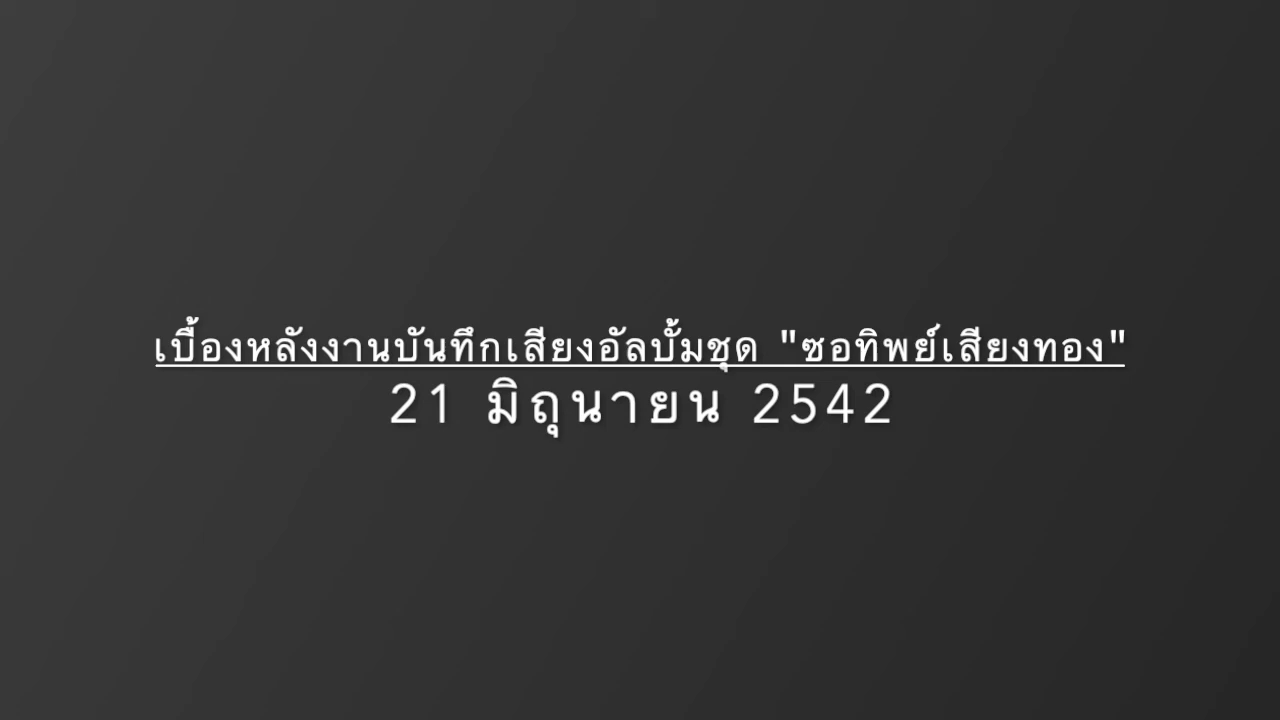 เบื้องหลังงานบันทึกเสียงอัลบั้มชุด "ซอทิพย์เสียงทอง"
21 มิถุนายน 2542